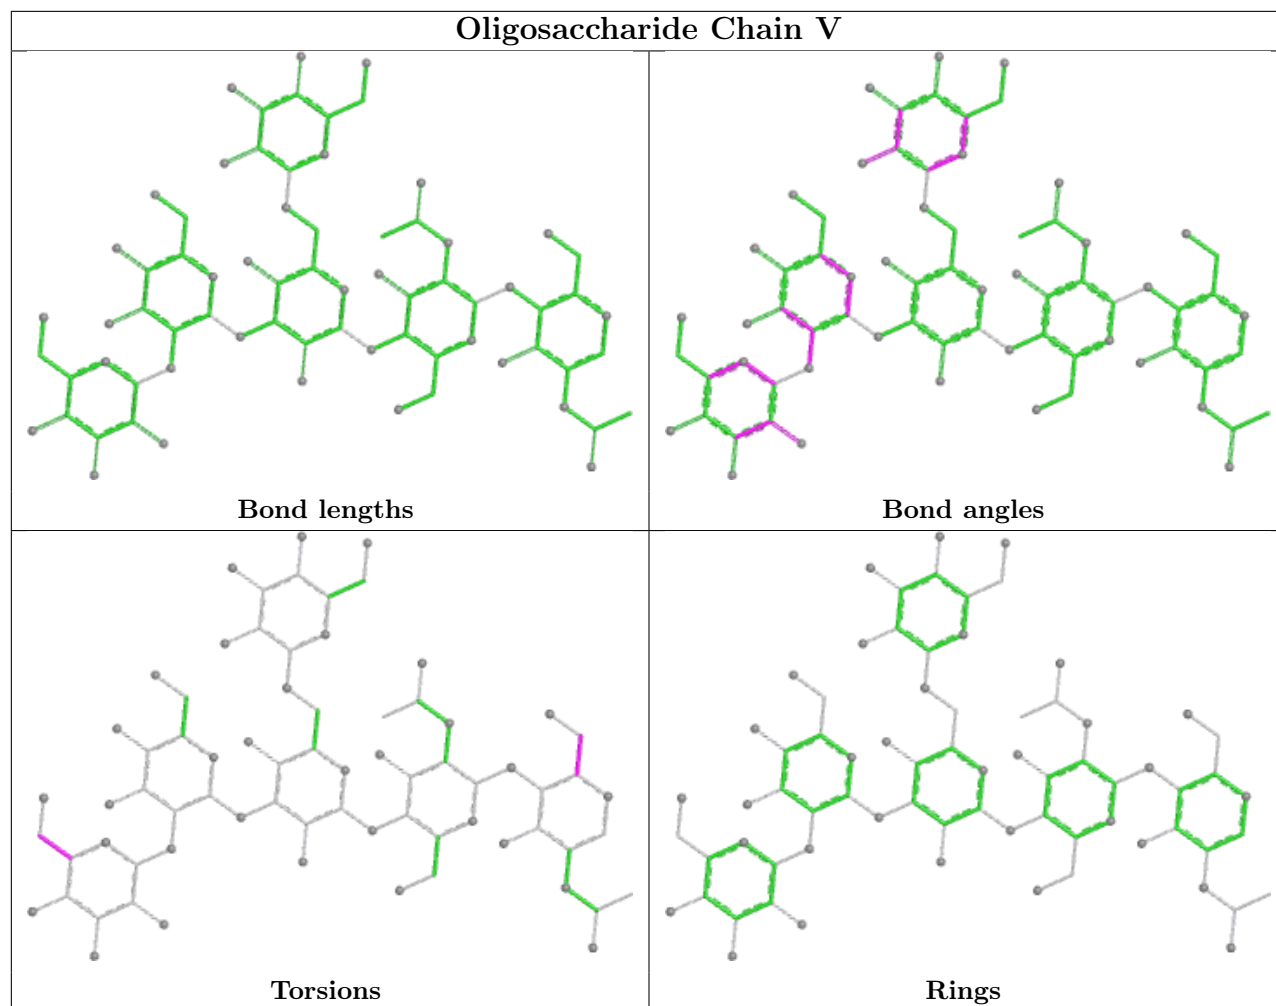 Oligosaccharide Chain V
Bond lengths
Bond angles
Torsions
Rings